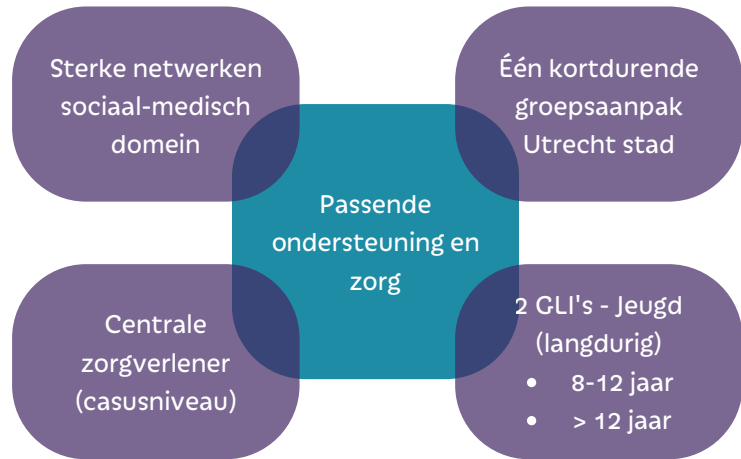 Sterke netwerken
sociaal-medisch
domein
Één kortdurende
groepsaanpak
Utrecht stad
Passende
ondersteuning en
zorg
Centrale
zorgverlener
(casusniveau)
2 GLI's - Jeugd
(langdurig)
• 8-12 jaar
• > 12 jaar